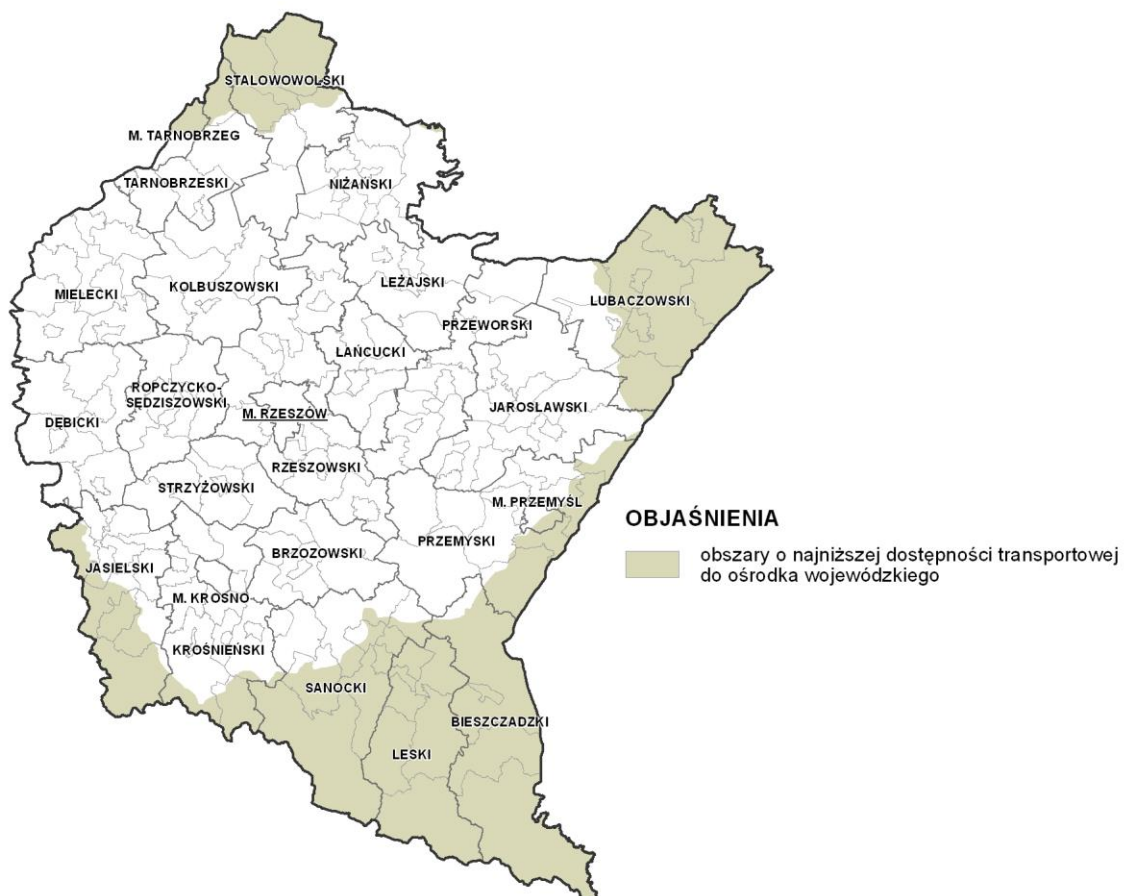 STALOWOWOLSKI
M. TARNOBRZEG
TARNOBRZESKI
NIŻAŃSKI
MIELECKI
KOLBUSZOWSKI
LEŻAJSKI
LUBACZOWSKI
PRZEWORSKI
ŁAŃCUCKI
ROPCZYCKO-
SĘDZISZOWSKI
DĘBICKI
M. RZESZÓW
JAROSŁAWSKI
RZESZOWSKI
STRZYŻOWSKI
M. PRZEMYŚL
PRZEMYSKI
BRZOZOWSKI
JASIELSKI
M. KROSNO
KROŚNIEŃSKI
SANOCKI
BIESZCZADZKI
LESKI
OBJAŚNIENIA
obszary o najniższej dostępności transportowej
do ośrodka wojewódzkiego